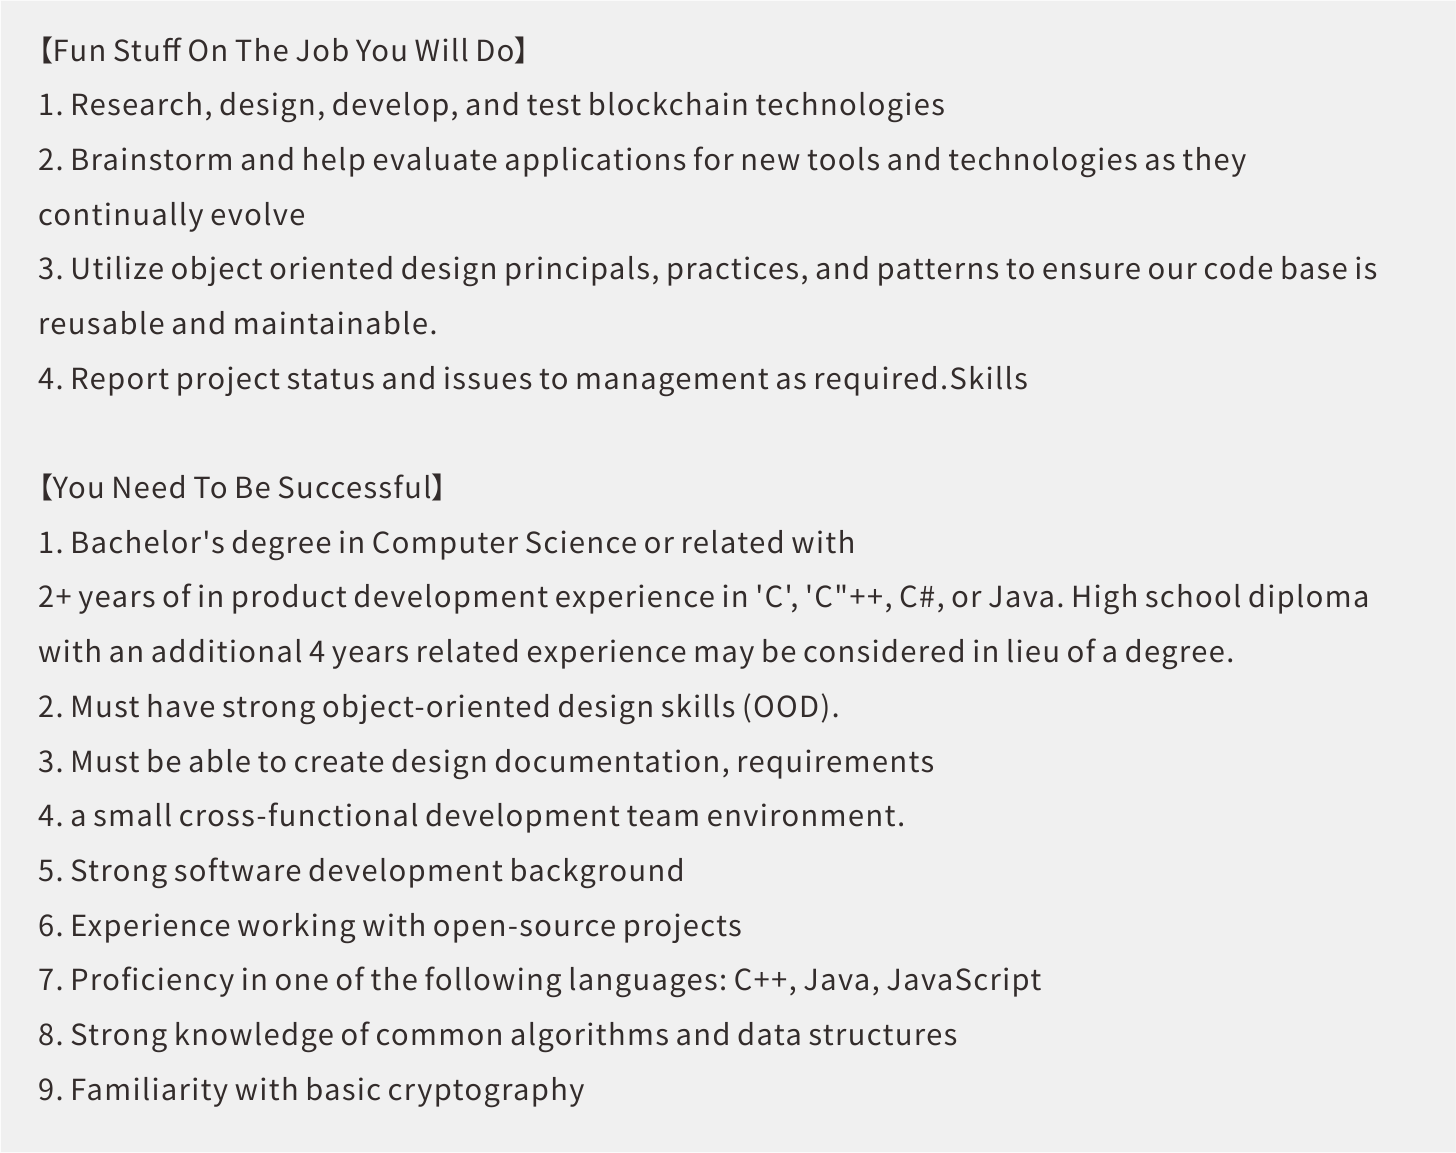 【Fun Stuff On The Job You Will Do】
1. Research, design, develop, and test blockchain technologies
2. Brainstorm and help evaluate applications for new tools and technologies as they
continually evolve
3. Utilize object oriented design principals, practices, and patterns to ensure our code base is
reusable and maintainable.
4. Report project status and issues to management as required.Skills
【You Need To Be Successful】
1. Bachelor's degree in Computer Science or related with
2+ years of in product development experience in 'C', 'C"++, C#, or Java. High school diploma
with an additional 4 years related experience may be considered in lieu of a degree.
2. Must have strong object-oriented design skills (OOD).
3. Must be able to create design documentation, requirements
4. a small cross-functional development team environment.
5. Strong software development background
6. Experience working with open-source projects
7. Proficiency in one of the following languages: C++, Java, JavaScript
8. Strong knowledge of common algorithms and data structures
9. Familiarity with basic cryptography